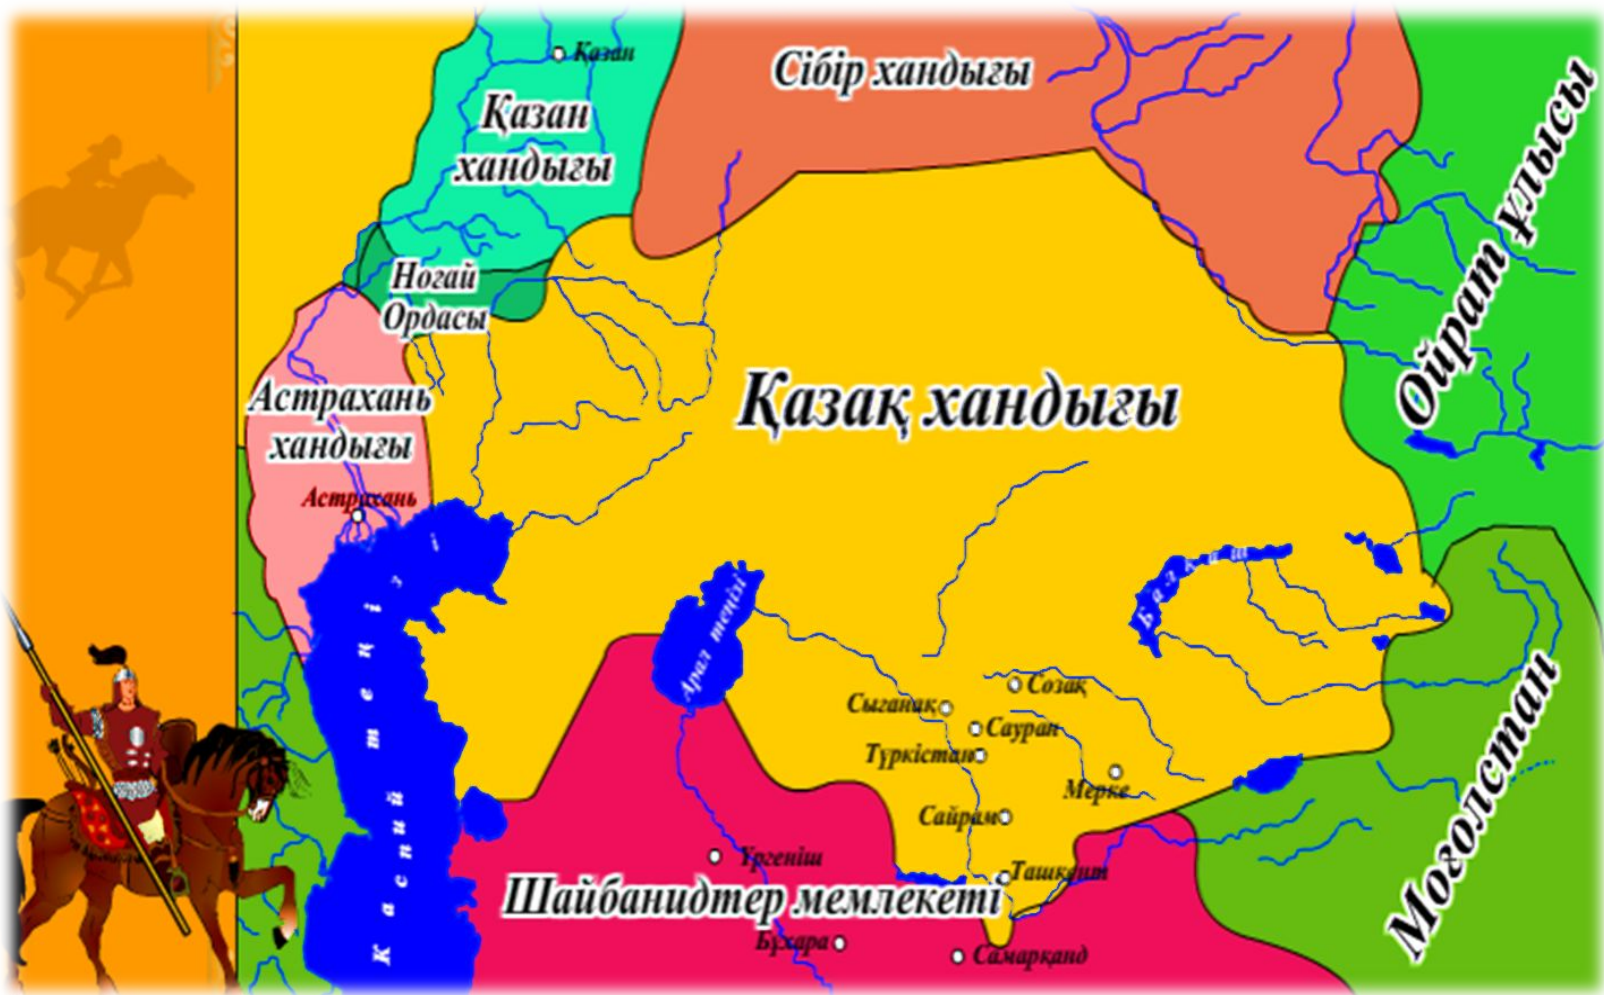 Қазан
Қазан
хандығы
Сібір хандығы
Ойрат ұлысы
Ноғай
Ордасы
Астрахань
хандығы
Астрахань
Қазақ хандығы
Балқаш
Арал теңізі
Каспий теңізі
Созақ
Сыганақ
Сауран
Түркістан
Мерке
Сайрам
Ташкент
Үргеніш
Шайбанидтер мемлекеті
Бұхара
Самарқанд
Моғолстан